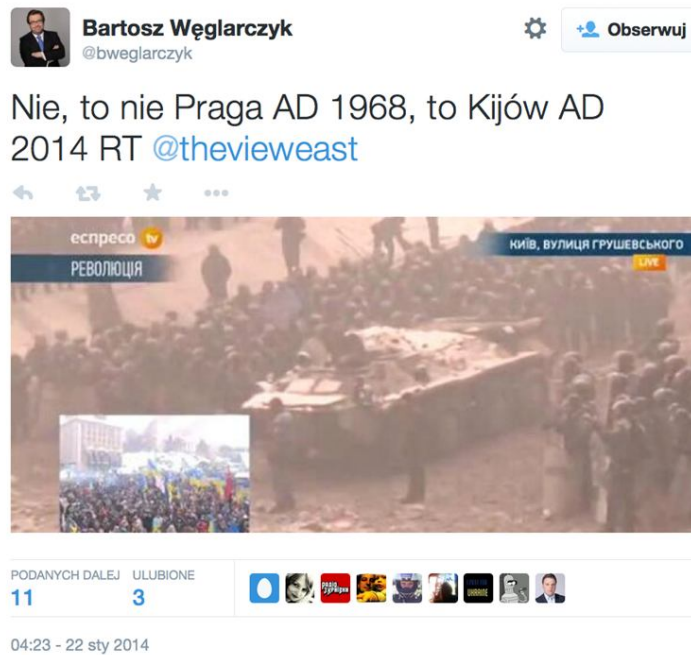 Bartosz Węglarczyk
@bweglarczyk
Obserwuj
Nie, to nie Praga AD 1968, to Kijów AD
2014 RT @thevieweast
еспресо tv
РЕВОЛЮЦІЯ
КИЇВ, ВУЛИЦЯ ГРУШЕВСЬКОГО
LIVE
PODANYCH DALEJ ULUBIONE
11 3
UKRAINE
04:23 - 22 sty 2014